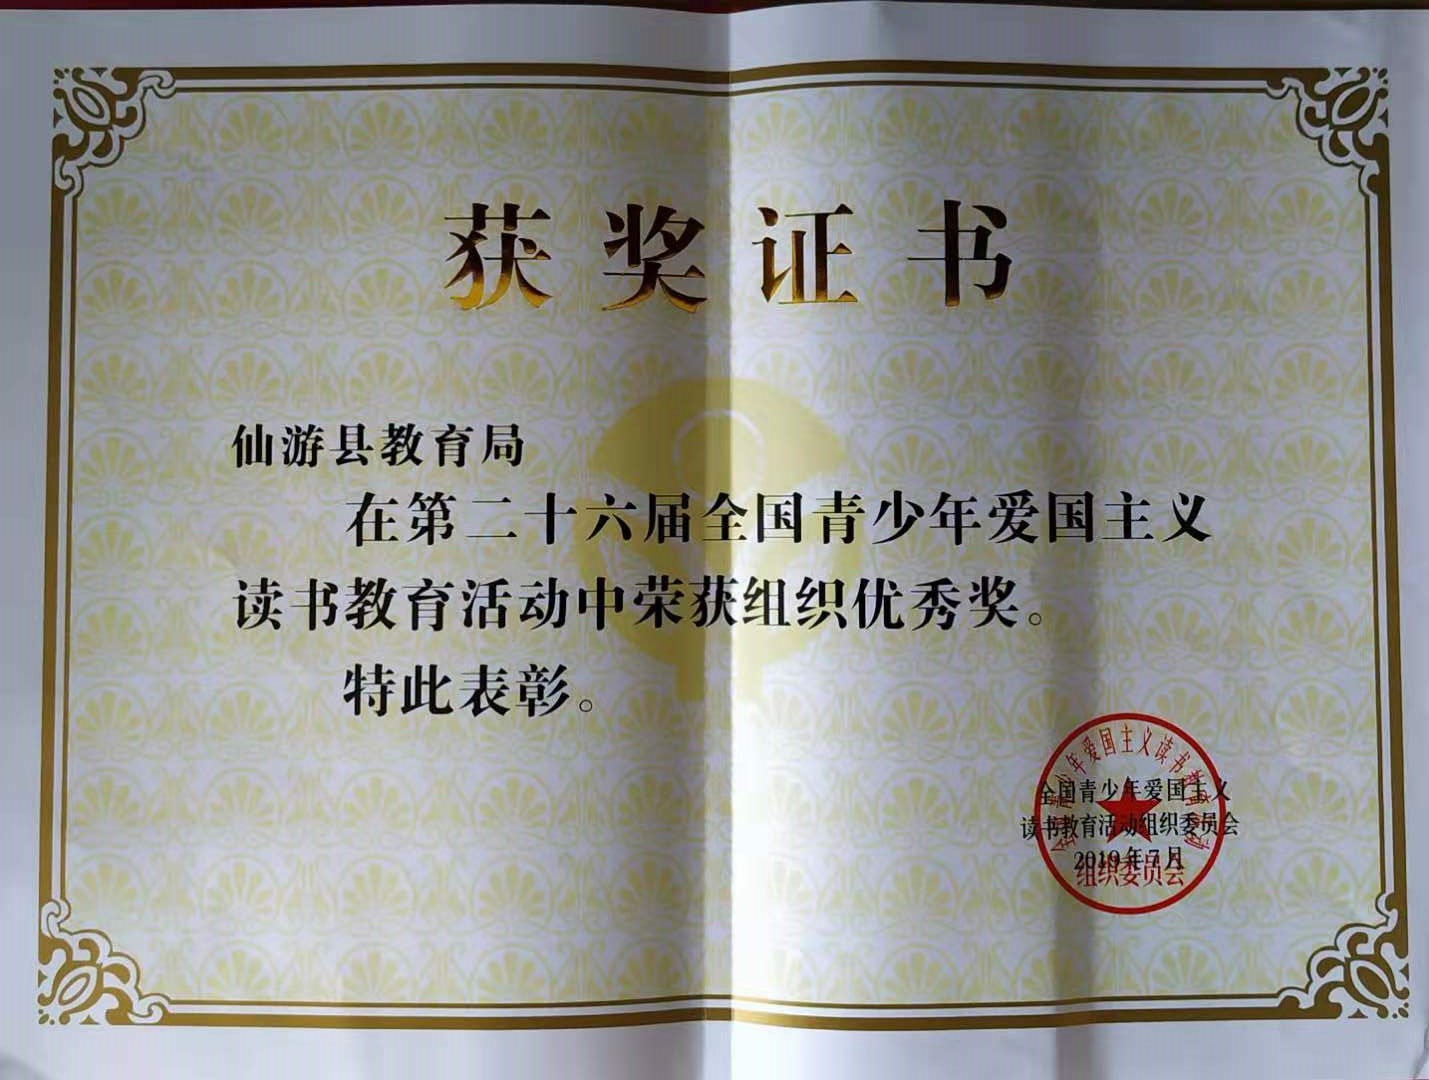 获奖证书
仙游县教育局
在第二十六届全国青少年爱国主义
读书教育活动中荣获组织优秀奖。
特此表彰。
全国青少年爱国主义
读书教育活动组织委员会
2019年7月
组织委员会